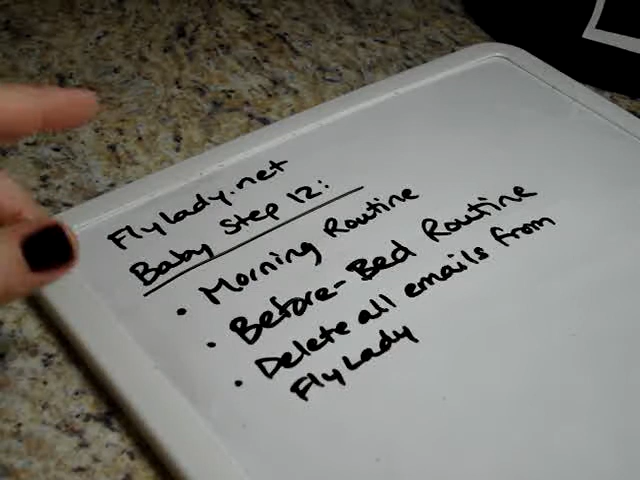 Flylady.net
Baby Step 12:
• Morning Routine
• Before-Bed Routine
• Delete all emails from
FlyLady